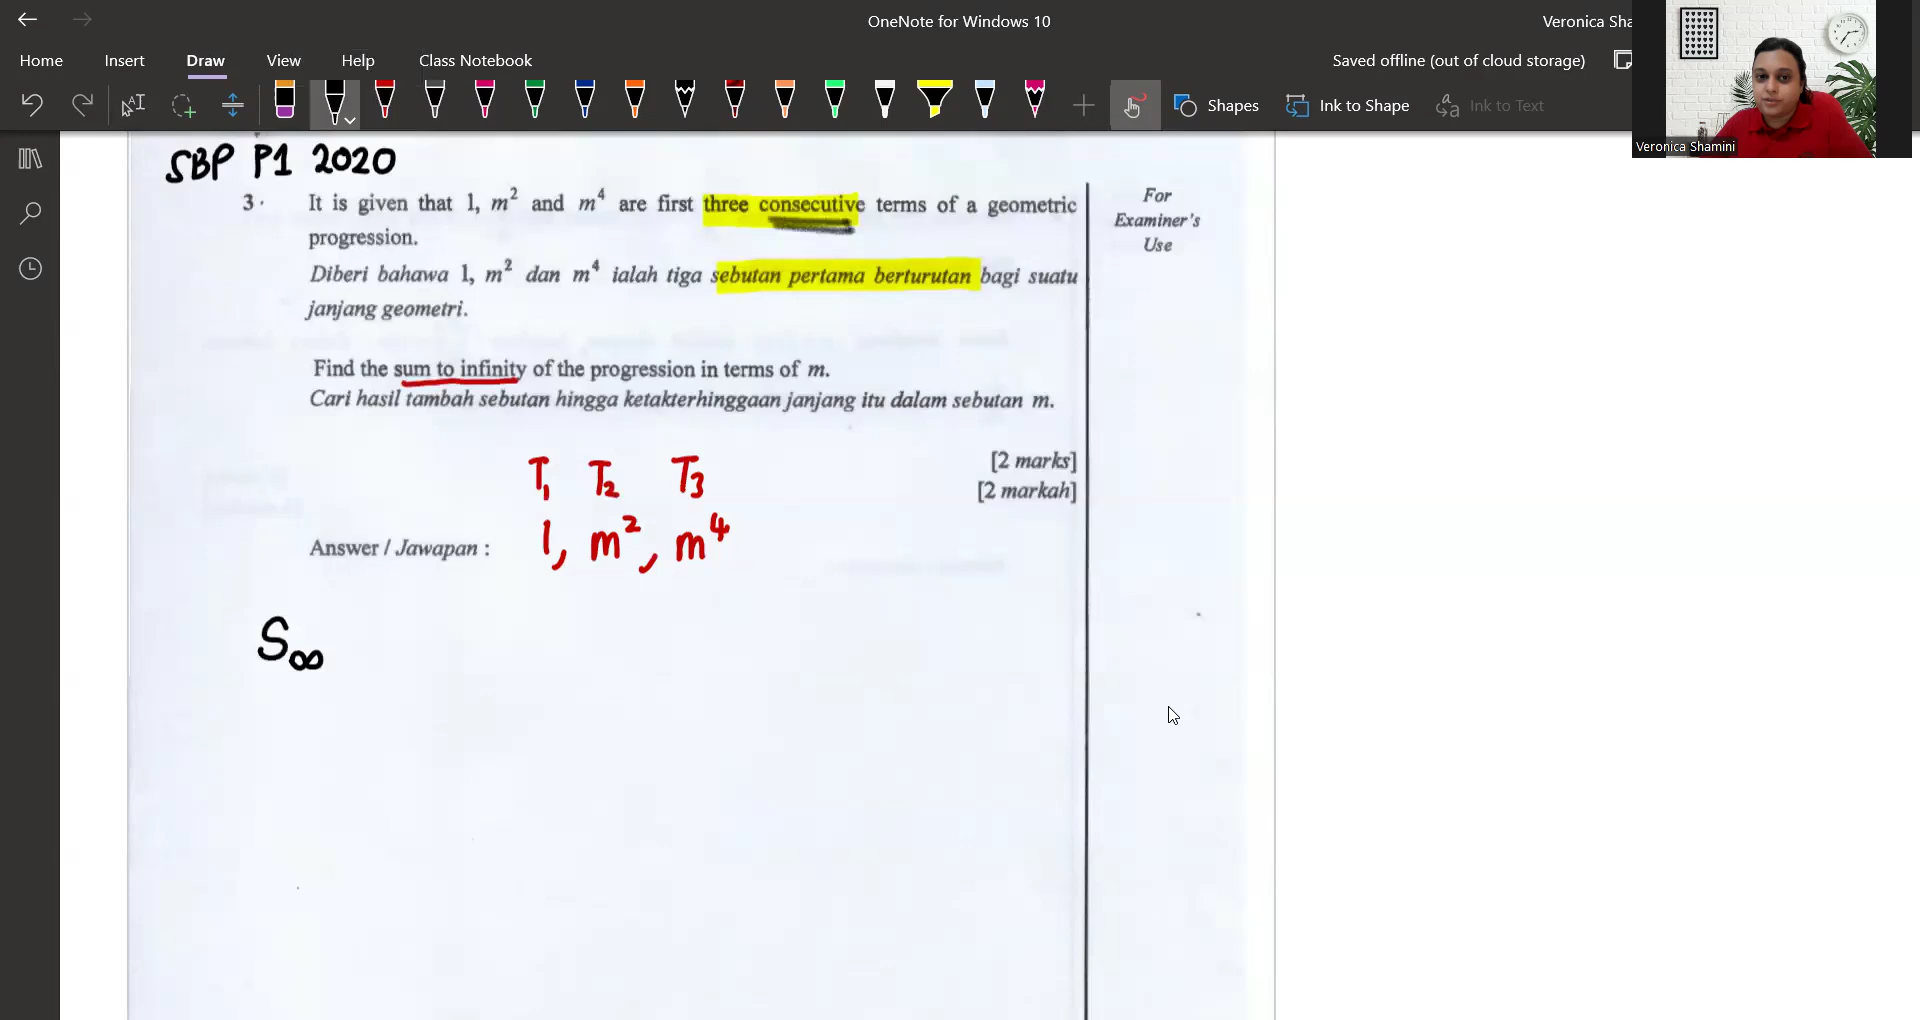 OneNote for Windows 10
Veronica Sha
Home Insert Draw View Help Class Notebook
Saved offline (out of cloud storage)
Shapes Ink to Shape Ink to Text
Veronica Shamini
SBP P1 2020
3. It is given that 1, m² and m⁴ are first three consecutive terms of a geometric
progression.
Diberi bahawa 1, m² dan m⁴ ialah tiga sebutan pertama berturutan bagi suatu
janjang geometri.
For
Examiner's
Use
Find the sum to infinity of the progression in terms of m.
Cari hasil tambah sebutan hingga ketakterhinggaan janjang itu dalam sebutan m.
[2 marks]
[2 markah]
T₁ T₂ T₃
Answer / Jawapan : 1, m², m⁴
S∞